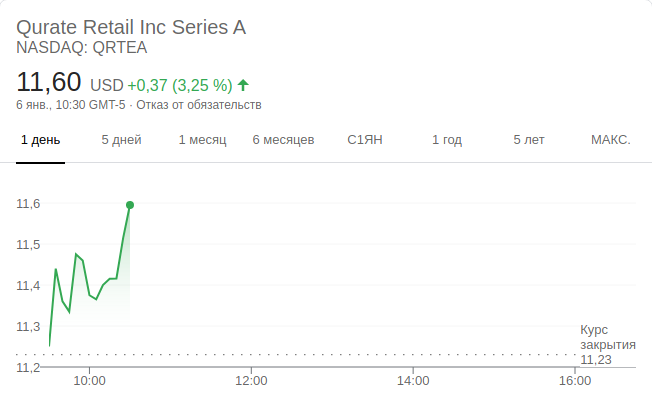 Qurate Retail Inc Series A
NASDAQ: QRTEA
11,60 USD +0,37 (3,25 %)
6 янв., 10:30 GMT-5 · Отказ от обязательств
1 день 5 дней 1 месяц 6 месяцев С1ЯН 1 год 5 лет МАКС.
11,6
11,5
11,4
11,3
Курс
закрытия
11,23
11,2
10:00 12:00 14:00 16:00